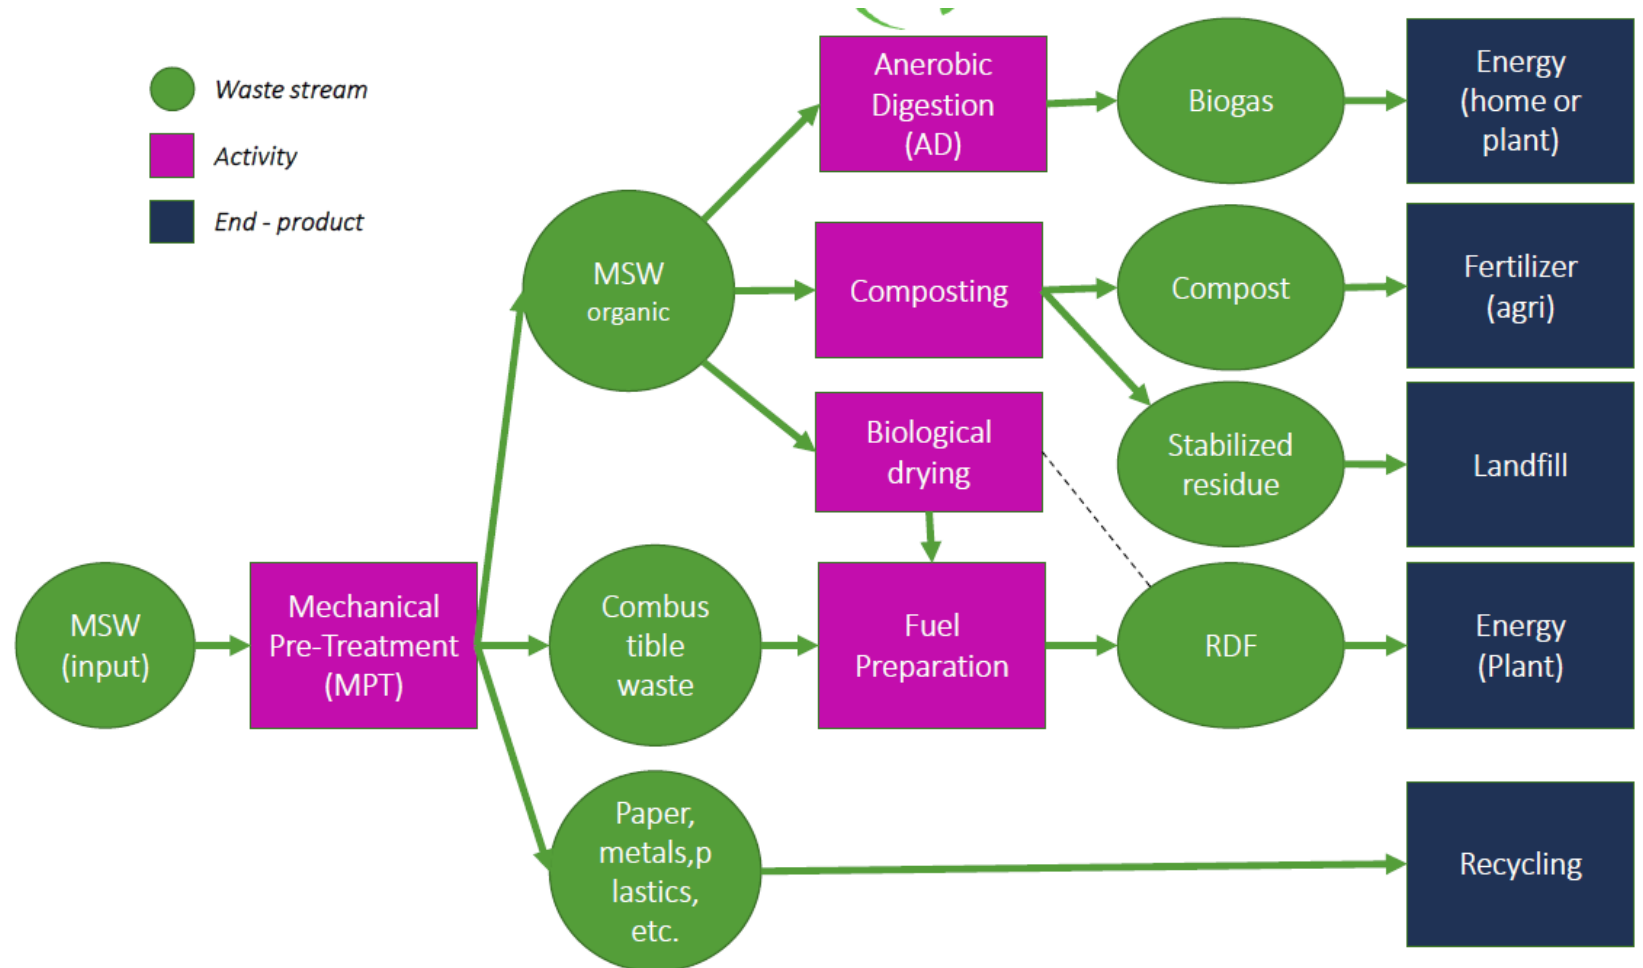 Waste stream
Activity
End - product
MSW
(input)
Mechanical
Pre-Treatment
(MPT)
MSW
organic
Combus
tible
waste
Paper,
metals,p
lastics,
etc.
Anerobic
Digestion
(AD)
Composting
Biological
drying
Fuel
Preparation
Biogas
Compost
Stabilized
residue
RDF
Energy
(home or
plant)
Fertilizer
(agri)
Landfill
Energy
(Plant)
Recycling